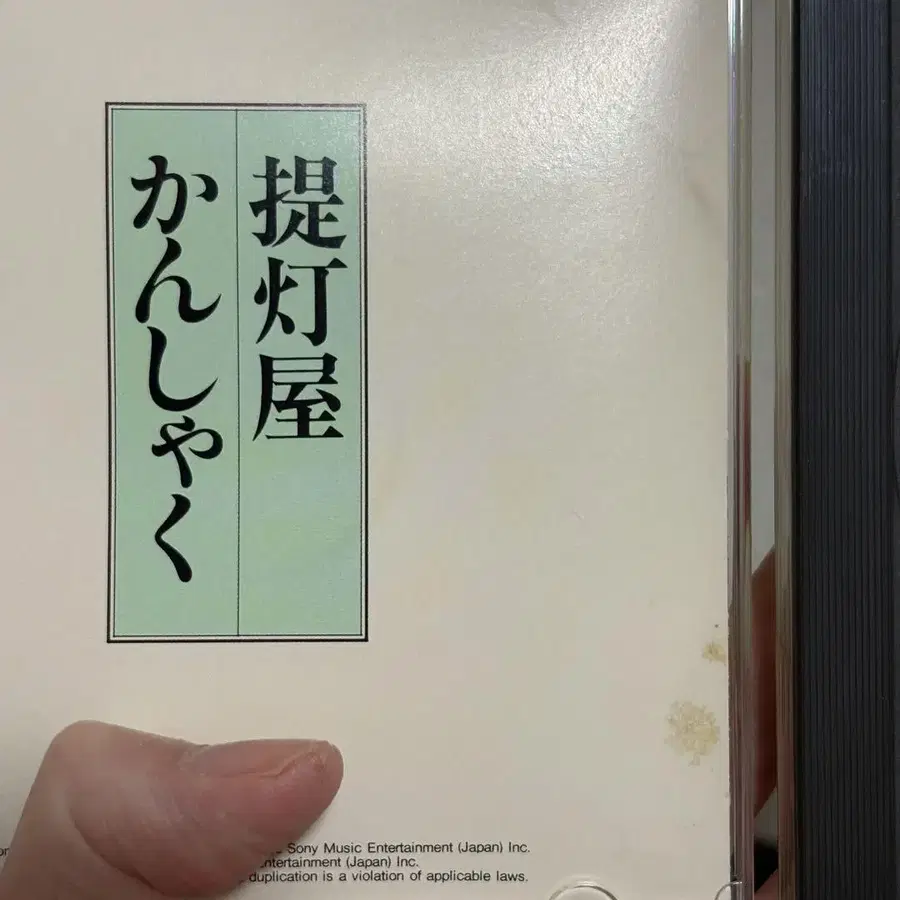 提灯屋
かんしゃく
Sony Music Entertainment (Japan) Inc.
ntertainment (Japan) Inc.
duplication is a violation of applicable laws.